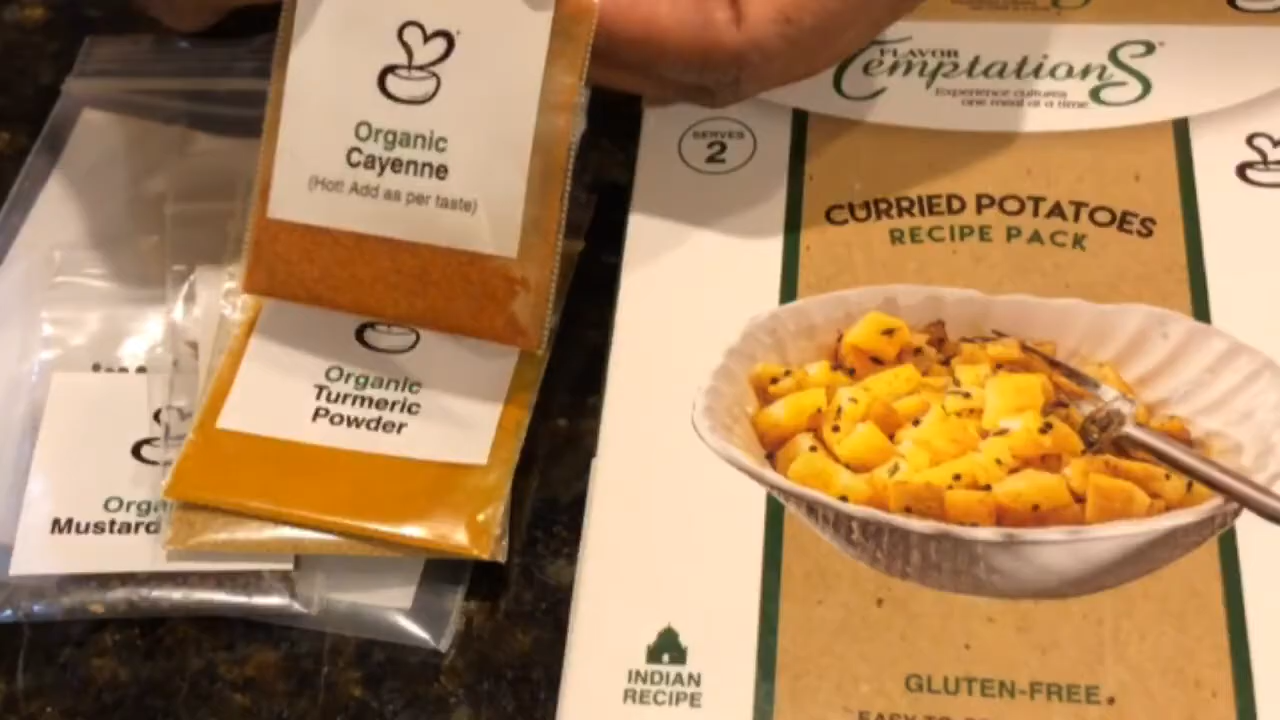 Organic
Cayenne
(Hot! Add as per taste)
Organic
Turmeric
Powder
Mustard
FLAVOR
TemptationS
Experience cultures
one meal at a time
SERVES
2
CURRIED POTATOES
RECIPE PACK
INDIAN
RECIPE
GLUTEN-FREE